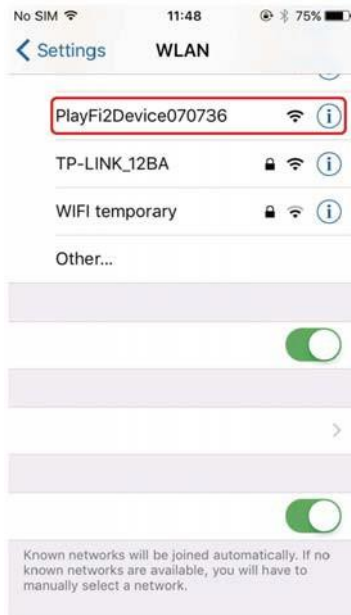 No SIM 11:48 75%
Settings WLAN
PlayFi2Device070736
TP-LINK_12BA
WIFI temporary
Other...
Known networks will be joined automatically. If no
known networks are available, you will have to
manually select a network.